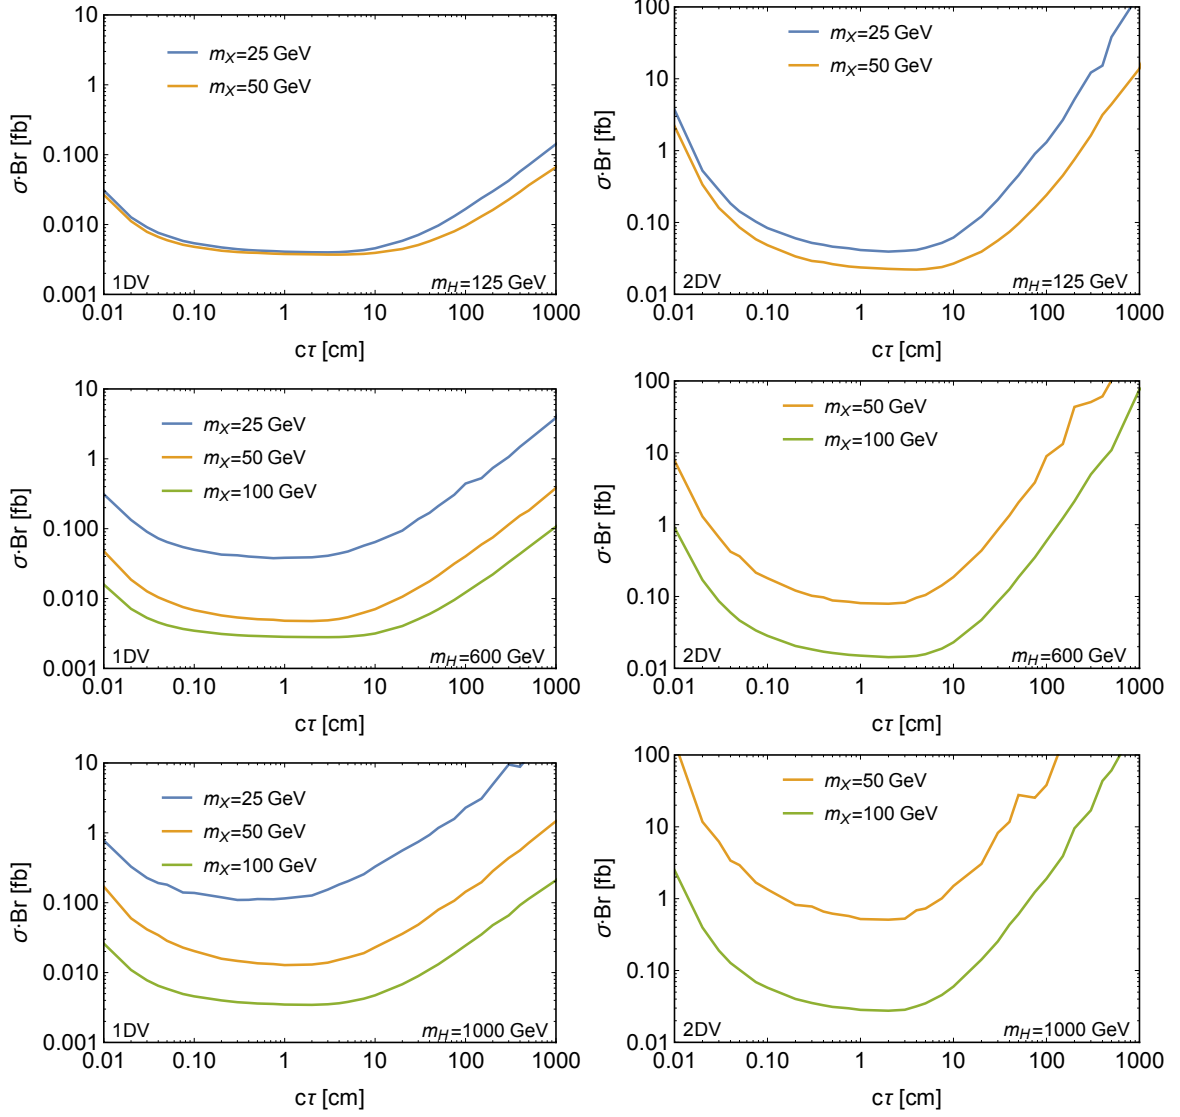 10
1
0.100
0.010
0.001
σ·Br [fb]
m_X=25 GeV
m_X=50 GeV
1DV
m_H=125 GeV
0.01 0.10 1 10 100 1000
cτ [cm]
100
10
1
0.10
0.01
σ·Br [fb]
m_X=25 GeV
m_X=50 GeV
2DV
m_H=125 GeV
0.01 0.10 1 10 100 1000
cτ [cm]
10
1
0.100
0.010
0.001
σ·Br [fb]
m_X=25 GeV
m_X=50 GeV
m_X=100 GeV
1DV
m_H=600 GeV
0.01 0.10 1 10 100 1000
cτ [cm]
100
10
1
0.10
0.01
σ·Br [fb]
m_X=50 GeV
m_X=100 GeV
2DV
m_H=600 GeV
0.01 0.10 1 10 100 1000
cτ [cm]
10
1
0.100
0.010
0.001
σ·Br [fb]
m_X=25 GeV
m_X=50 GeV
m_X=100 GeV
1DV
m_H=1000 GeV
0.01 0.10 1 10 100 1000
cτ [cm]
100
10
1
0.10
0.01
σ·Br [fb]
m_X=50 GeV
m_X=100 GeV
2DV
m_H=1000 GeV
0.01 0.10 1 10 100 1000
cτ [cm]